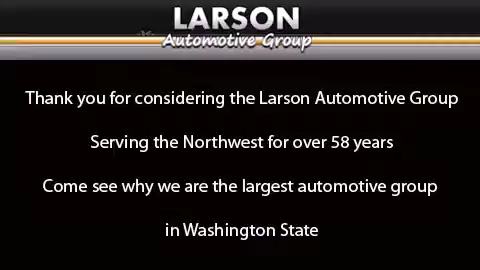 LARSON
Automotive Group
Thank you for considering the Larson Automotive Group
Serving the Northwest for over 58 years
Come see why we are the largest automotive group
in Washington State